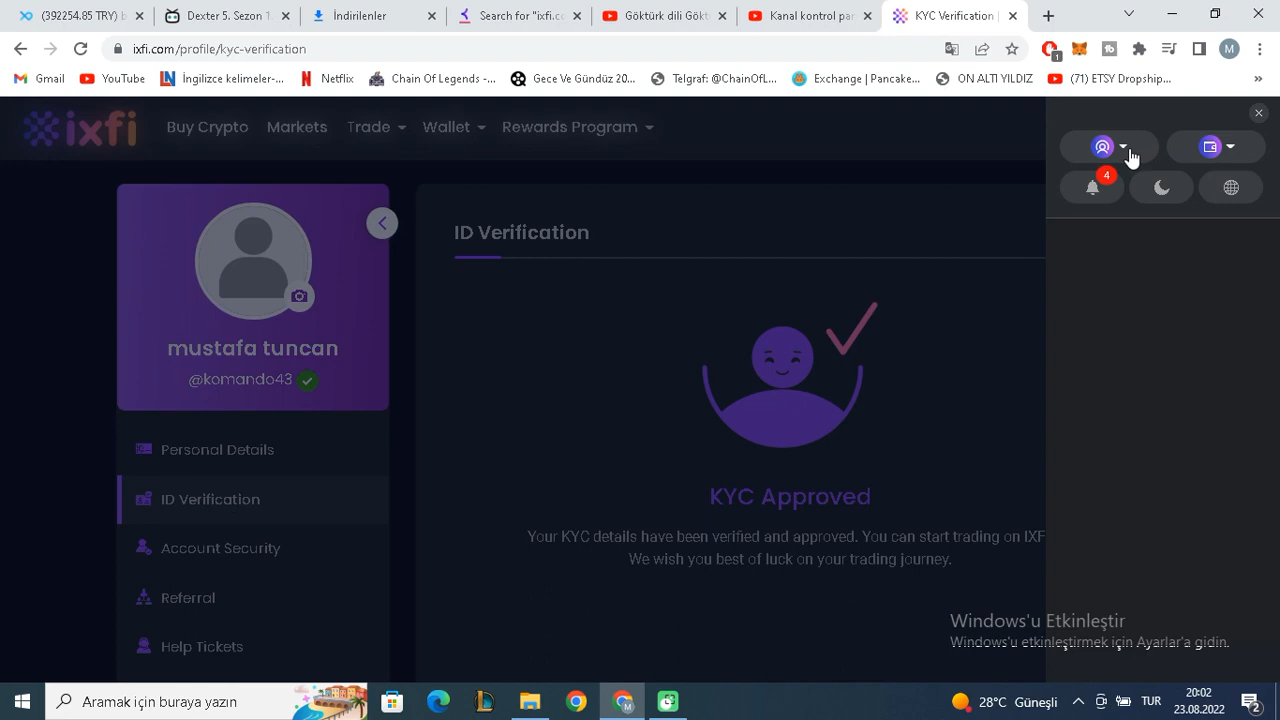 (392254.85 TRY) b
Dexter 5. Sezon 1
İndirilenler
Search for "ixfi.c
Göktürk dili Gökt
Kanal kontrol pa
KYC Verification |
ixfi.com/profile/kyc-verification
1
M
Gmail
YouTube
İngilizce kelimeler-...
Netflix
Chain Of Legends -...
Gece Ve Gündüz 20...
Telgraf: @ChainOfL...
Exchange | Pancake...
ON ALTI YILDIZ
(71) ETSY Dropship...
»
ixfi
Buy Crypto
Markets
Trade
Wallet
Rewards Program
4
mustafa tuncan
@komando43
Personal Details
ID Verification
Account Security
Referral
Help Tickets
ID Verification
KYC Approved
Your KYC details have been verified and approved. You can start trading on IXF
We wish you best of luck on your trading journey.
Windows'u Etkinleştir
Windows'u etkinleştirmek için Ayarlar'a gidin.
Aramak için buraya yazın
28°C Güneşli
TUR
20:02
23.08.2022
2